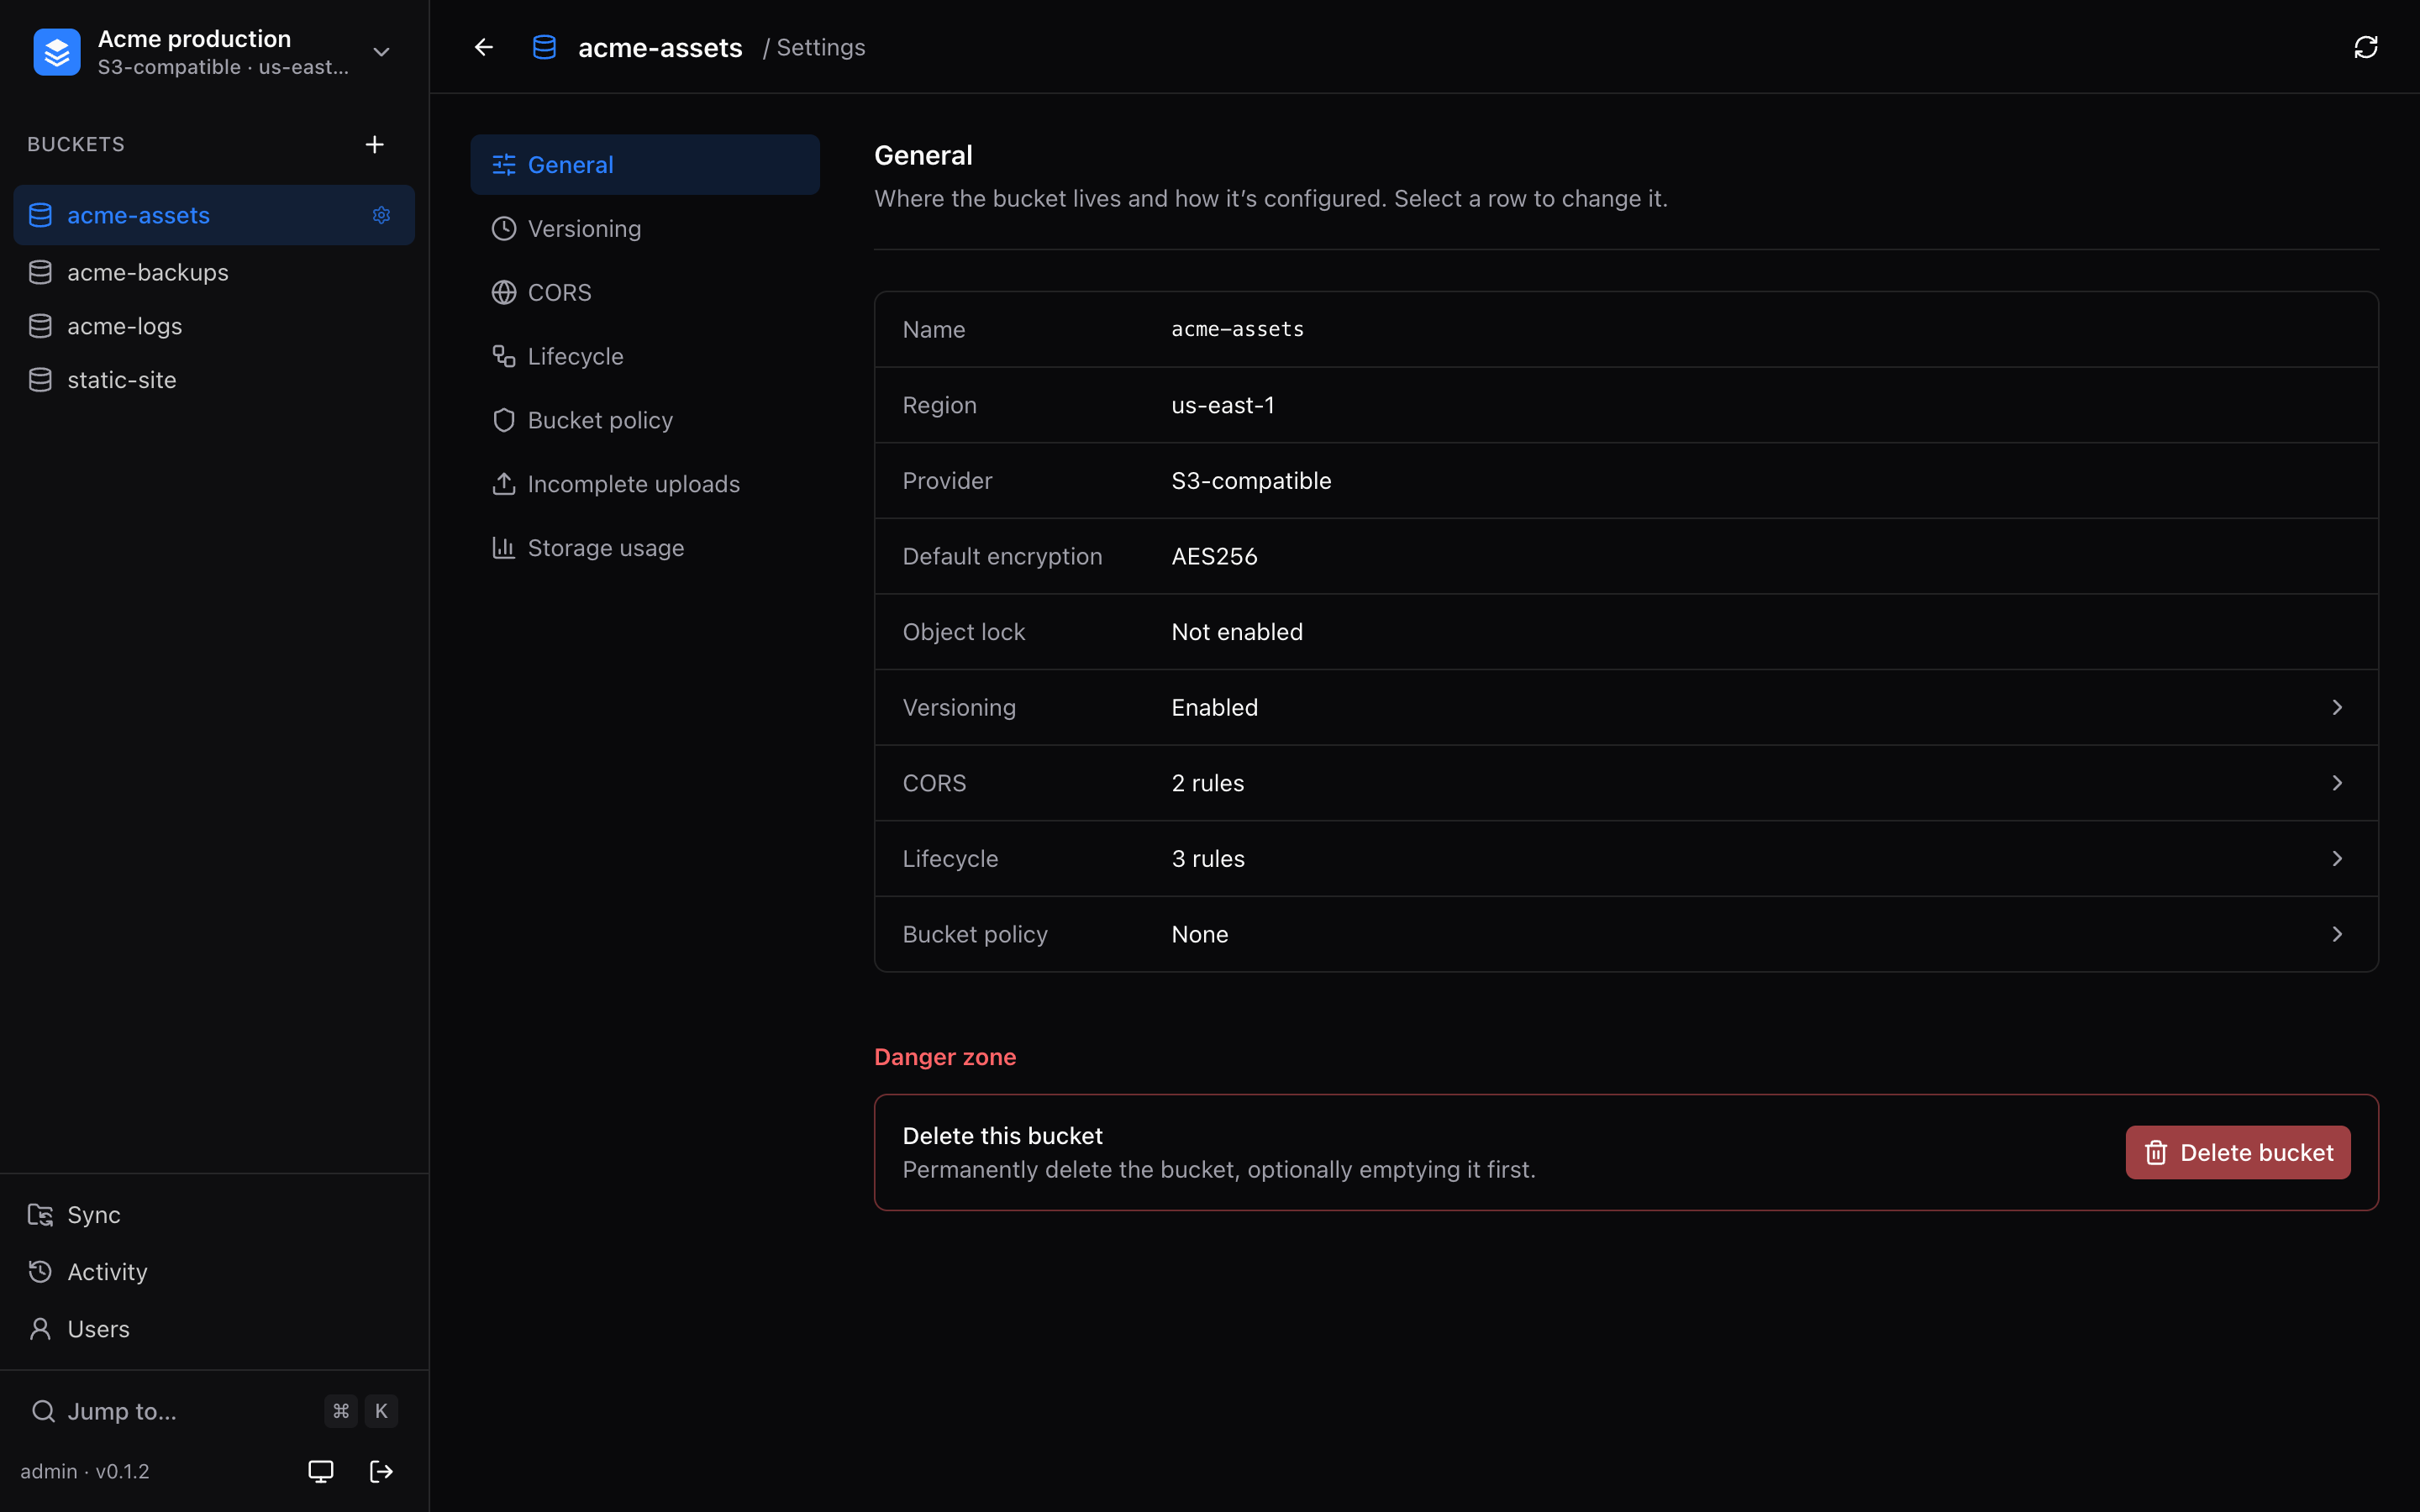 Acme production
S3-compatible · us-east...
BUCKETS
acme-assets
acme-backups
acme-logs
static-site
Sync
Activity
Users
Jump to...
⌘ K
admin · v0.1.2
acme-assets / Settings
General
Versioning
CORS
Lifecycle
Bucket policy
Incomplete uploads
Storage usage
General
Where the bucket lives and how it’s configured. Select a row to change it.
Name acme-assets
Region us-east-1
Provider S3-compatible
Default encryption AES256
Object lock Not enabled
Versioning Enabled
CORS 2 rules
Lifecycle 3 rules
Bucket policy None
Danger zone
Delete this bucket
Permanently delete the bucket, optionally emptying it first.
Delete bucket